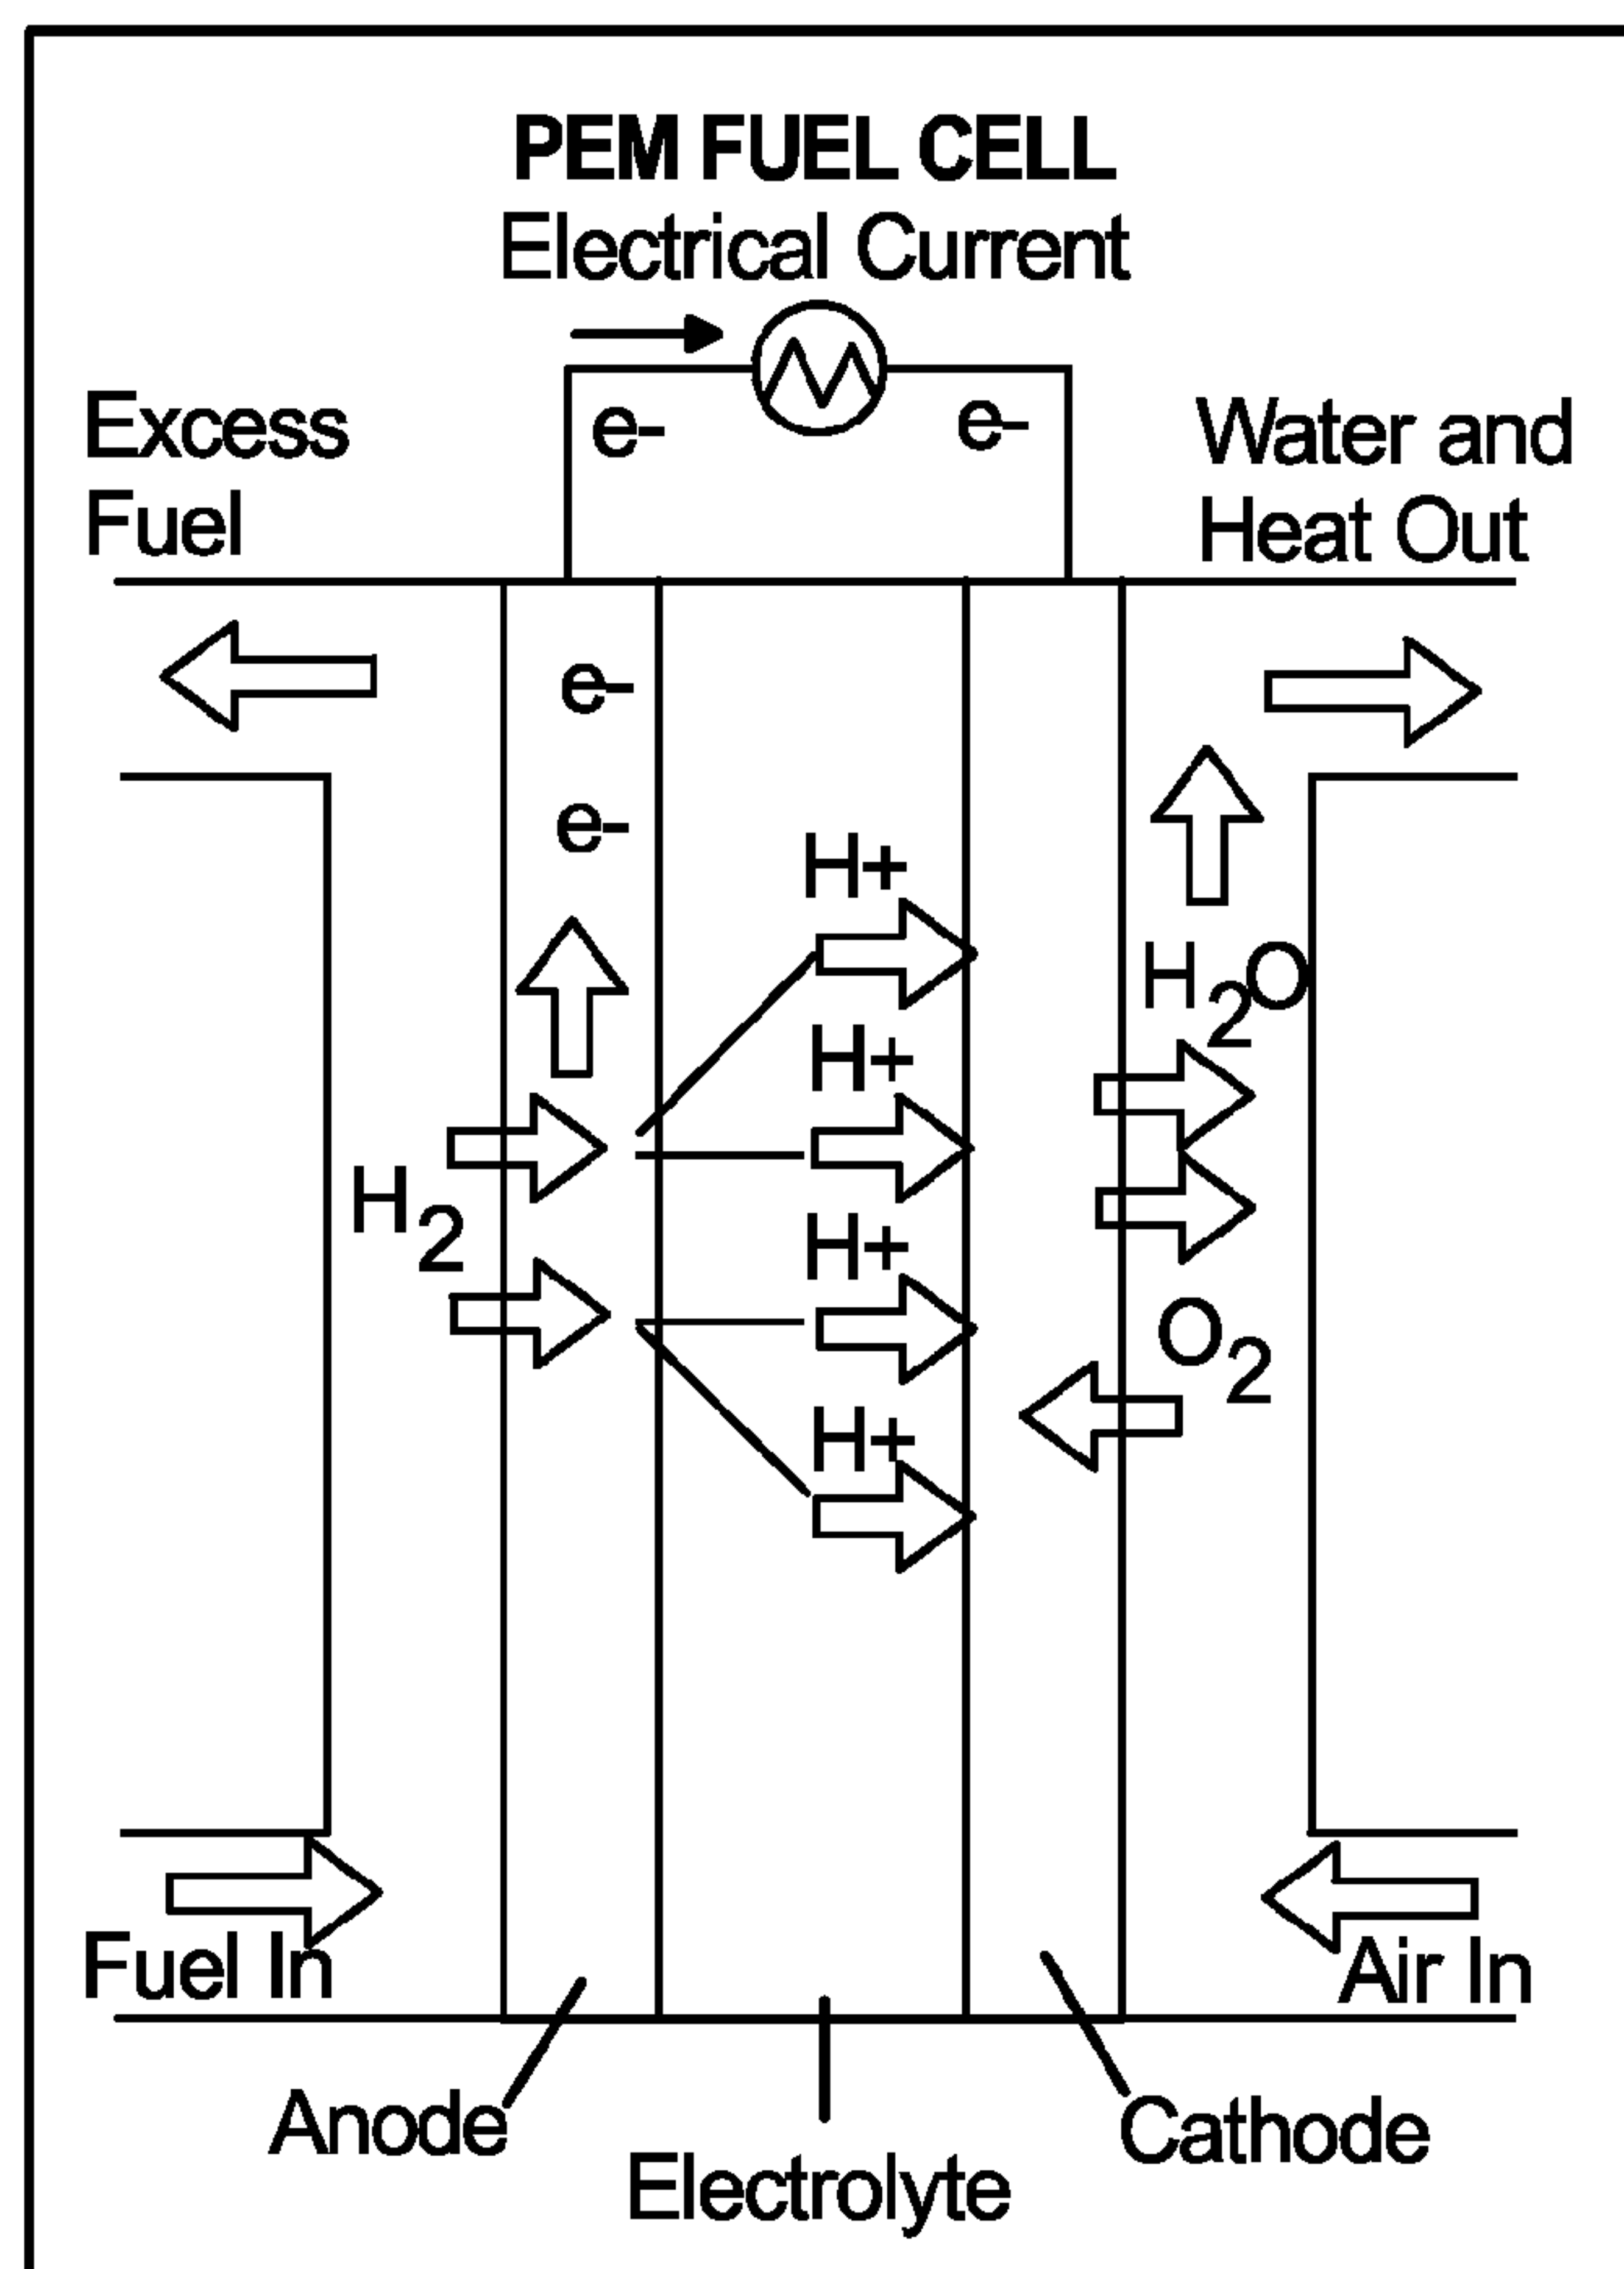 PEM FUEL CELL
Electrical Current
Excess
Fuel
e-
e-
Water and
Heat Out
e-
e-
H+
H2O
H+
H2
H+
O2
H+
Fuel In
Air In
Anode
Electrolyte
Cathode